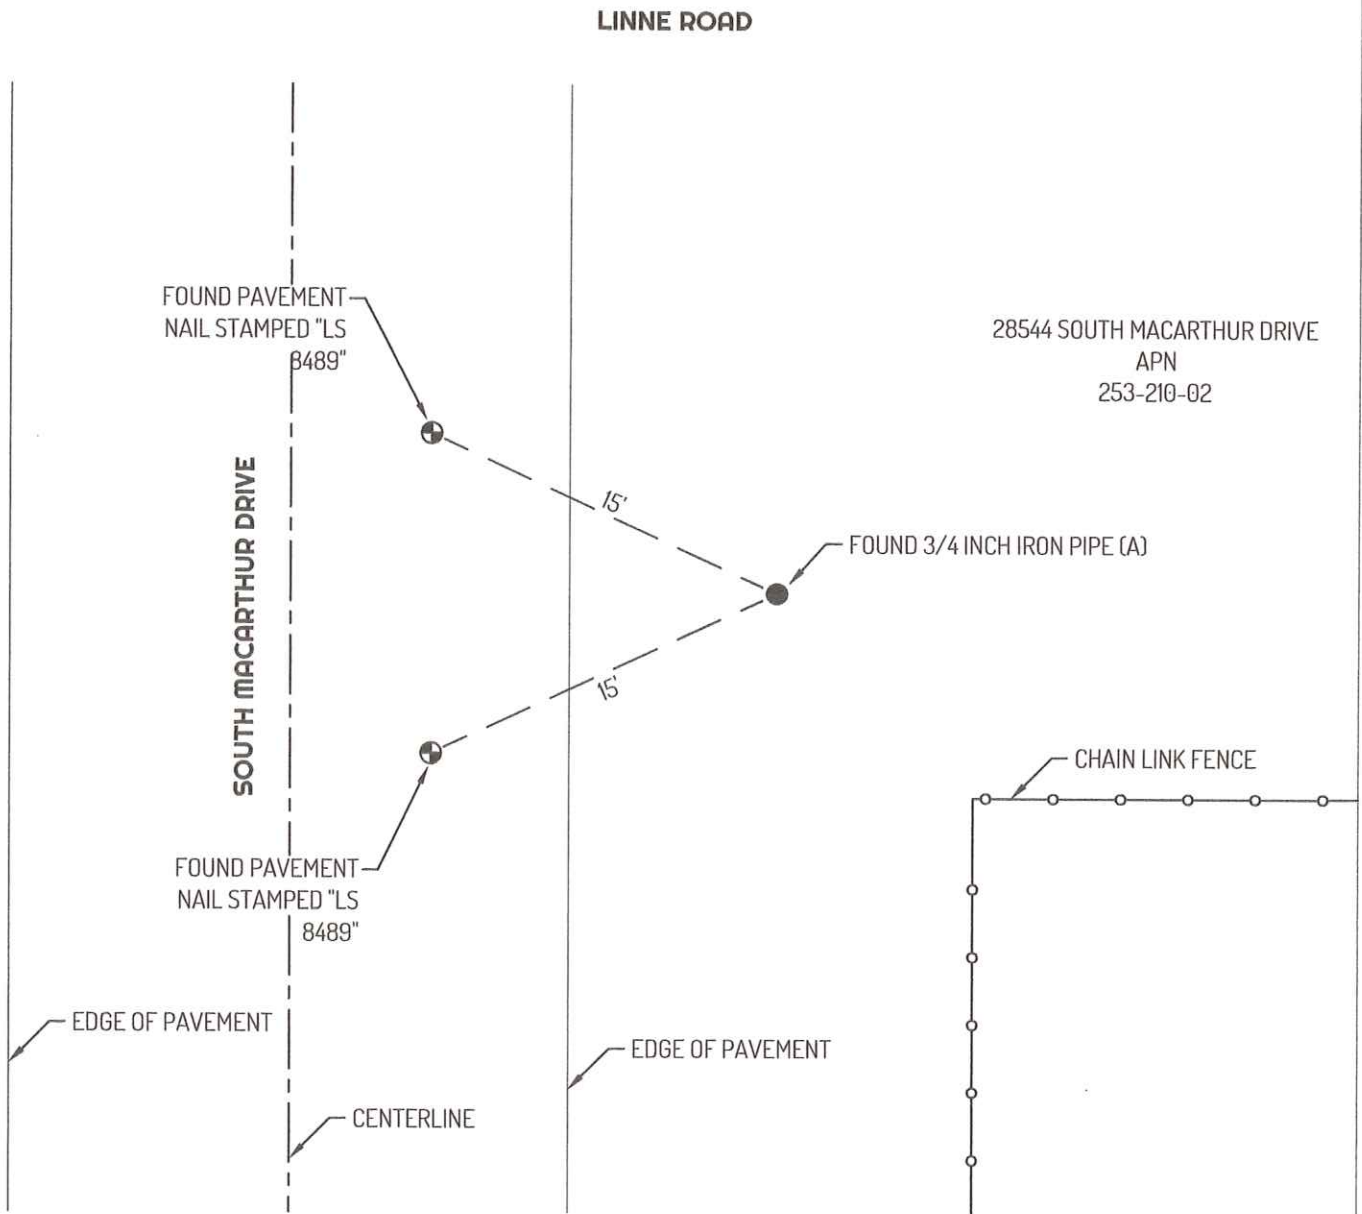 LINNE ROAD
FOUND PAVEMENT
NAIL STAMPED "LS
8489"
28544 SOUTH MACARTHUR DRIVE
APN
253-210-02
SOUTH MACARTHUR DRIVE
15'
FOUND 3/4 INCH IRON PIPE (A)
15'
CHAIN LINK FENCE
FOUND PAVEMENT
NAIL STAMPED "LS
8489"
EDGE OF PAVEMENT
EDGE OF PAVEMENT
CENTERLINE